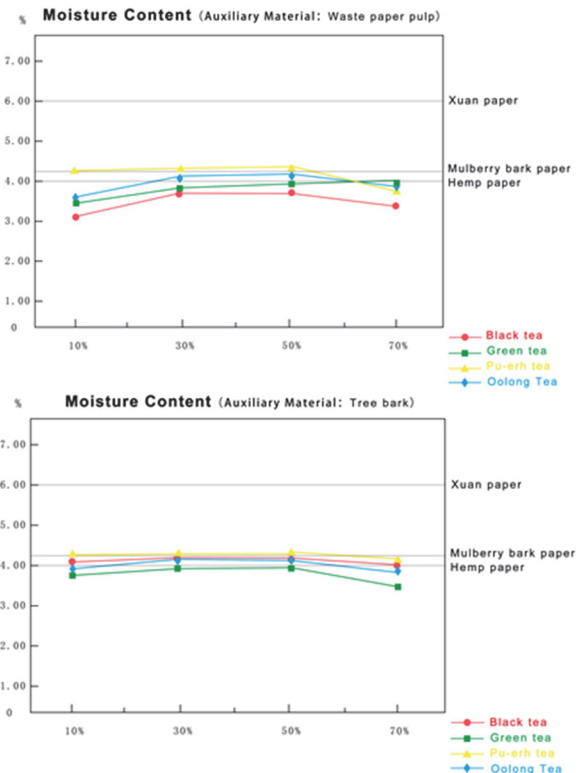 Moisture Content (Auxiliary Material: Waste paper pulp)
%
7.00
6.00
Xuan paper
5.00
Mulberry bark paper
4.00
Hemp paper
3.00
2.00
1.00
0
10% 30% 50% 70%
Black tea
Green tea
Pu-erh tea
Oolong Tea
Moisture Content (Auxiliary Material: Tree bark)
%
7.00
6.00
Xuan paper
5.00
Mulberry bark paper
4.00
Hemp paper
3.00
2.00
1.00
0
10% 30% 50% 70%
Black tea
Green tea
Pu-erh tea
Oolong Tea